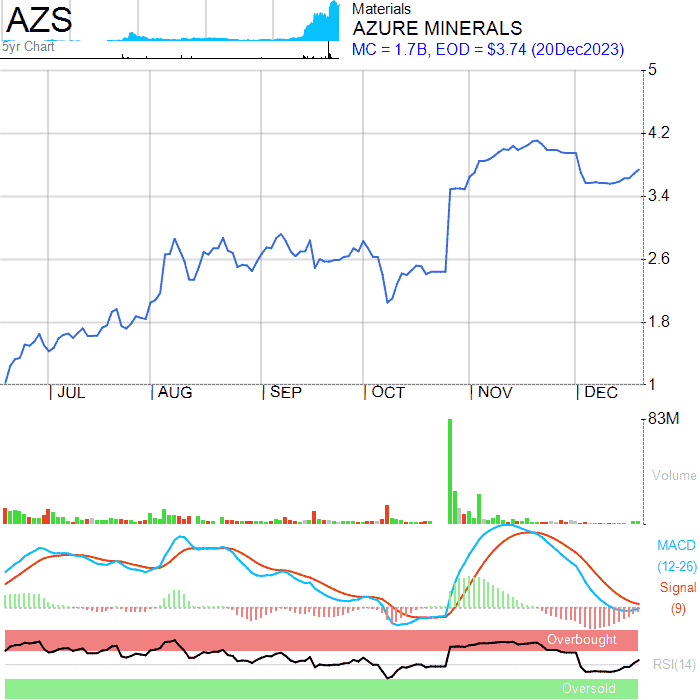 AZS
5yr Chart
Materials
AZURE MINERALS
MC = 1.7B, EOD = $3.74 (20Dec2023)
5
4.2
3.4
2.6
1.8
1
JUL AUG SEP OCT NOV DEC
83M
Volume
MACD
(12-26)
Signal
(9)
Overbought
RSI(14)
Oversold